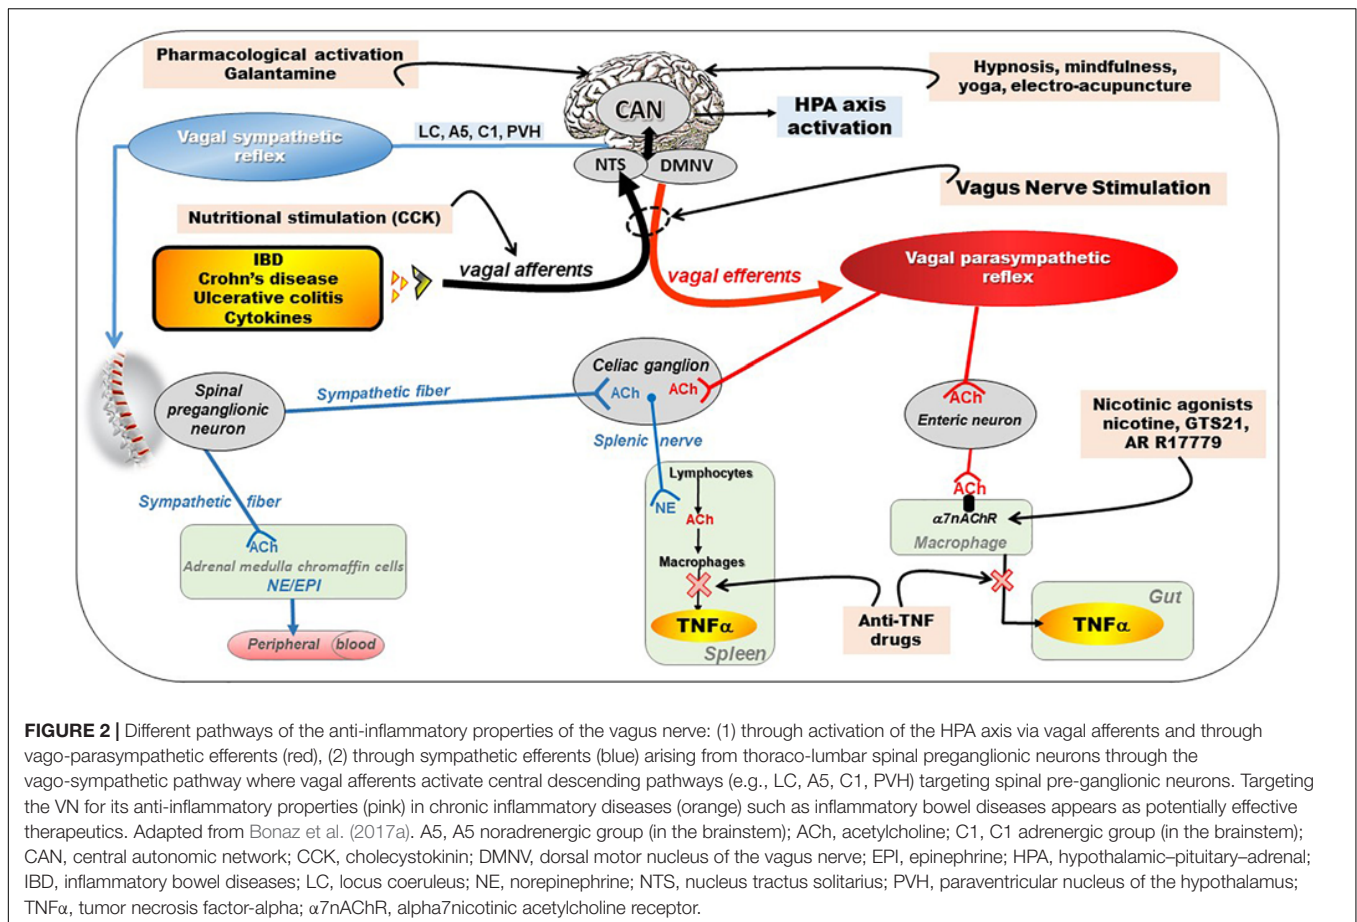 Pharmacological activation
Galantamine
Hypnosis, mindfulness,
yoga, electro-acupuncture
CAN
HPA axis
activation
Vagal sympathetic
reflex
LC, A5, C1, PVH
NTS
DMNV
Vagus Nerve Stimulation
Nutritional stimulation (CCK)
IBD
Crohn's disease
Ulcerative colitis
Cytokines
vagal afferents
vagal efferents
Vagal parasympathetic
reflex
Spinal
preganglionic
neuron
Sympathetic fiber
Celiac ganglion
ACh
ACh
ACh
Enteric neuron
Nicotinic agonists
nicotine, GTS21,
AR R17779
Splenic nerve
Sympathetic fiber
Lymphocytes
NE
ACh
Macrophages
TNFα
Spleen
ACh
α7nAChR
Macrophage
ACh
Adrenal medulla chromaffin cells
NE/EPI
Peripheral blood
Anti-TNF
drugs
Gut
TNFα
FIGURE 2 | Different pathways of the anti-inflammatory properties of the vagus nerve: (1) through activation of the HPA axis via vagal afferents and through
vago-parasympathetic efferents (red), (2) through sympathetic efferents (blue) arising from thoraco-lumbar spinal preganglionic neurons through the
vago-sympathetic pathway where vagal afferents activate central descending pathways (e.g., LC, A5, C1, PVH) targeting spinal pre-ganglionic neurons. Targeting
the VN for its anti-inflammatory properties (pink) in chronic inflammatory diseases (orange) such as inflammatory bowel diseases appears as potentially effective
therapeutics. Adapted from Bonaz et al. (2017a). A5, A5 noradrenergic group (in the brainstem); ACh, acetylcholine; C1, C1 adrenergic group (in the brainstem);
CAN, central autonomic network; CCK, cholecystokinin; DMNV, dorsal motor nucleus of the vagus nerve; EPI, epinephrine; HPA, hypothalamic–pituitary–adrenal;
IBD, inflammatory bowel diseases; LC, locus coeruleus; NE, norepinephrine; NTS, nucleus tractus solitarius; PVH, paraventricular nucleus of the hypothalamus;
TNFα, tumor necrosis factor-alpha; α7nAChR, alpha7nicotinic acetylcholine receptor.